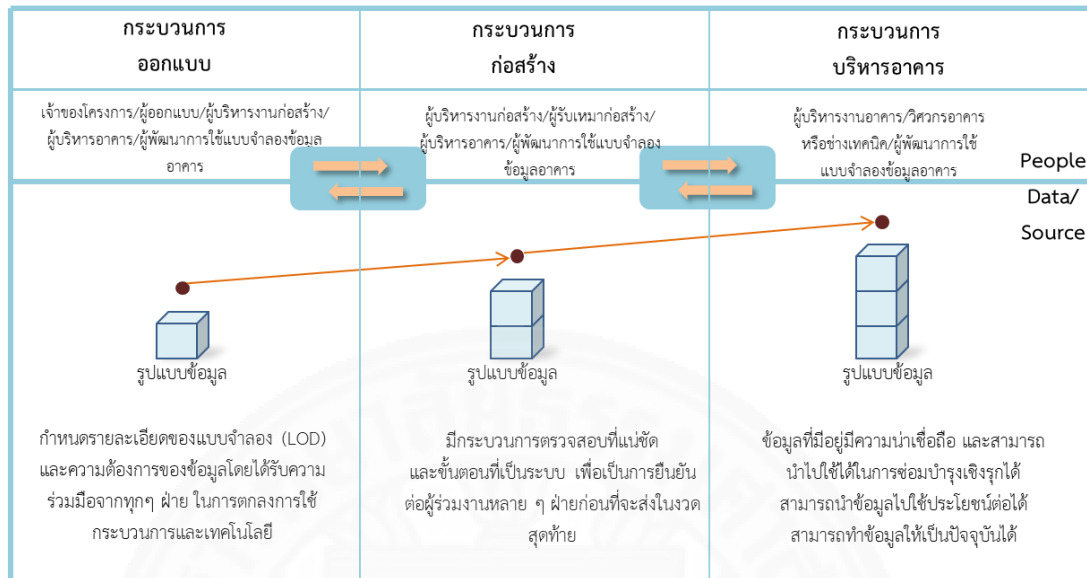 กระบวนการ
ออกแบบ
กระบวนการ
ก่อสร้าง
กระบวนการ
บริหารอาคาร
เจ้าของโครงการ/ผู้ออกแบบ/ผู้บริหารงานก่อสร้าง/
ผู้บริหารอาคาร/ผู้พัฒนาการใช้แบบจำลองข้อมูล
อาคาร
ผู้บริหารงานก่อสร้าง/ผู้รับเหมาก่อสร้าง/
ผู้บริหารอาคาร/ผู้พัฒนาการใช้แบบจำลอง
ข้อมูลอาคาร
ผู้บริหารงานอาคาร/วิศวกรอาคาร
หรือช่างเทคนิค/ผู้พัฒนาการใช้
แบบจำลองข้อมูลอาคาร
People
Data/
Source
รูปแบบข้อมูล
รูปแบบข้อมูล
รูปแบบข้อมูล
กำหนดรายละเอียดของแบบจำลอง (LOD)
และความต้องการของข้อมูลโดยได้รับความ
ร่วมมือจากทุกๆ ฝ่าย ในการตกลงการใช้
กระบวนการและเทคโนโลยี
มีกระบวนการตรวจสอบที่แน่ชัด
และขั้นตอนที่เป็นระบบ เพื่อเป็นการยืนยัน
ต่อผู้ร่วมงานหลาย ๆ ฝ่ายก่อนที่จะส่งในงวด
สุดท้าย
ข้อมูลที่มีอยู่มีความน่าเชื่อถือ และสามารถ
นำไปใช้ได้ในการซ่อมบำรุงเชิงรุกได้
สามารถนำข้อมูลไปใช้ประโยชน์ต่อได้
สามารถทำข้อมูลให้เป็นปัจจุบันได้